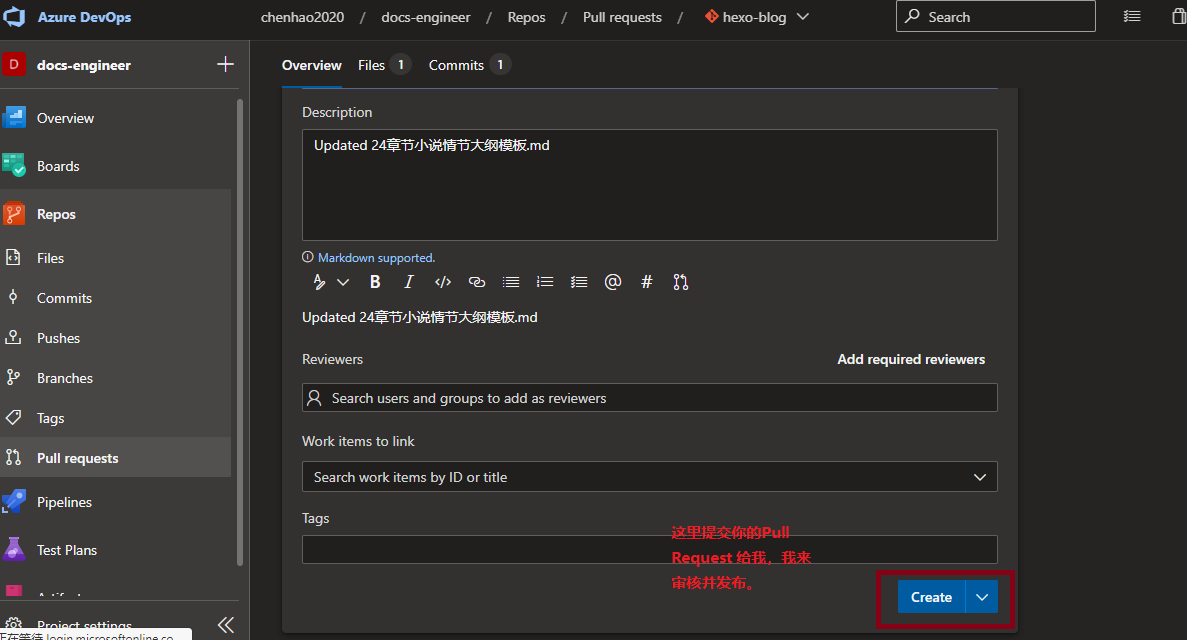 Azure DevOps
chenhao2020 / docs-engineer / Repos / Pull requests / hexo-blog
Search
D docs-engineer
Overview
Boards
Repos
Files
Commits
Pushes
Branches
Tags
Pull requests
Pipelines
Test Plans
Project settings
正在等待 login.microsoftonline.co
Overview Files 1 Commits 1
Description
Updated 24章节小说情节大纲模板.md
Markdown supported.
Updated 24章节小说情节大纲模板.md
Reviewers Add required reviewers
Search users and groups to add as reviewers
Work items to link
Search work items by ID or title
Tags
这里提交你的Pull
Request 给我，我来
审核并发布。
Create